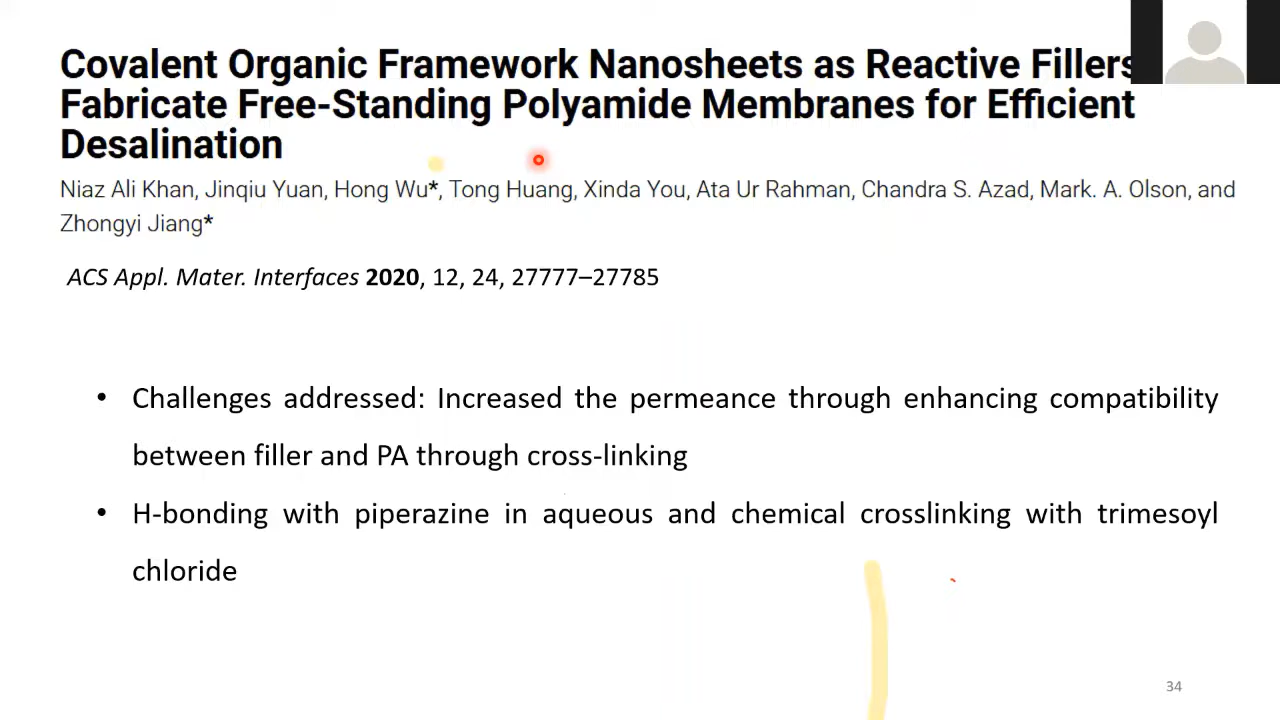 Covalent Organic Framework Nanosheets as Reactive Fillers
Fabricate Free-Standing Polyamide Membranes for Efficient
Desalination
Niaz Ali Khan, Jinqiu Yuan, Hong Wu*, Tong Huang, Xinda You, Ata Ur Rahman, Chandra S. Azad, Mark. A. Olson, and
Zhongyi Jiang*
ACS Appl. Mater. Interfaces 2020, 12, 24, 27777–27785
• Challenges addressed: Increased the permeance through enhancing compatibility
between filler and PA through cross-linking
• H-bonding with piperazine in aqueous and chemical crosslinking with trimesoyl
chloride
34